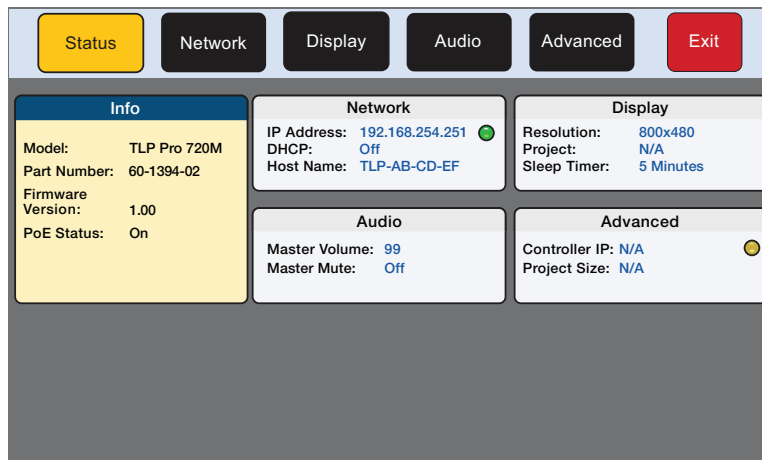 Status Network Display Audio Advanced Exit
Info
Model: TLP Pro 720M
Part Number: 60-1394-02
Firmware
Version: 1.00
PoE Status: On
Network
IP Address: 192.168.254.251
DHCP: Off
Host Name: TLP-AB-CD-EF
Display
Resolution: 800x480
Project: N/A
Sleep Timer: 5 Minutes
Audio
Master Volume: 99
Master Mute: Off
Advanced
Controller IP: N/A
Project Size: N/A